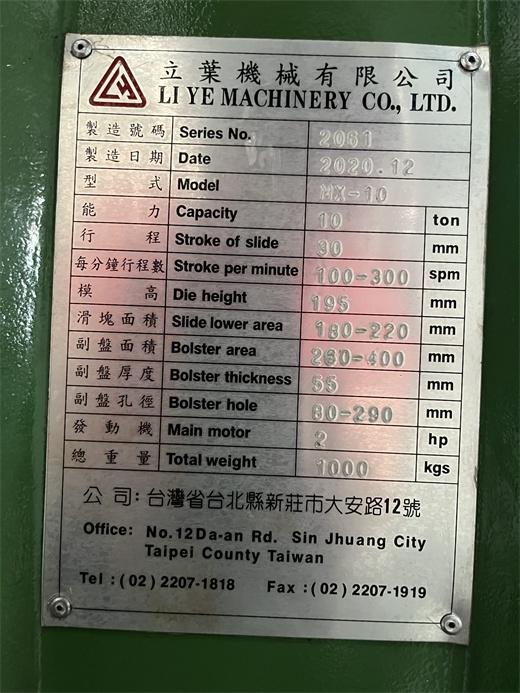 立葉機械有限公司
LI YE MACHINERY CO., LTD.
製造號碼 Series No. 2061
製造日期 Date 2020.12
型式 Model MX-10
能力 Capacity 10 ton
行程 Stroke of slide 30 mm
每分鐘行程數 Stroke per minute 100-300 spm
模高 Die height 195 mm
滑塊面積 Slide lower area 180-220 mm
副盤面積 Bolster area 260-400 mm
副盤厚度 Bolster thickness 55 mm
副盤孔徑 Bolster hole 80-290 mm
發動機 Main motor 2 hp
總重量 Total weight 1000 kgs
公司:台灣省台北縣新莊市大安路12號
Office: No.12 Da-an Rd. Sin Jhuang City
Taipei County Taiwan
Tel :(02) 2207-1818 Fax :(02) 2207-1919